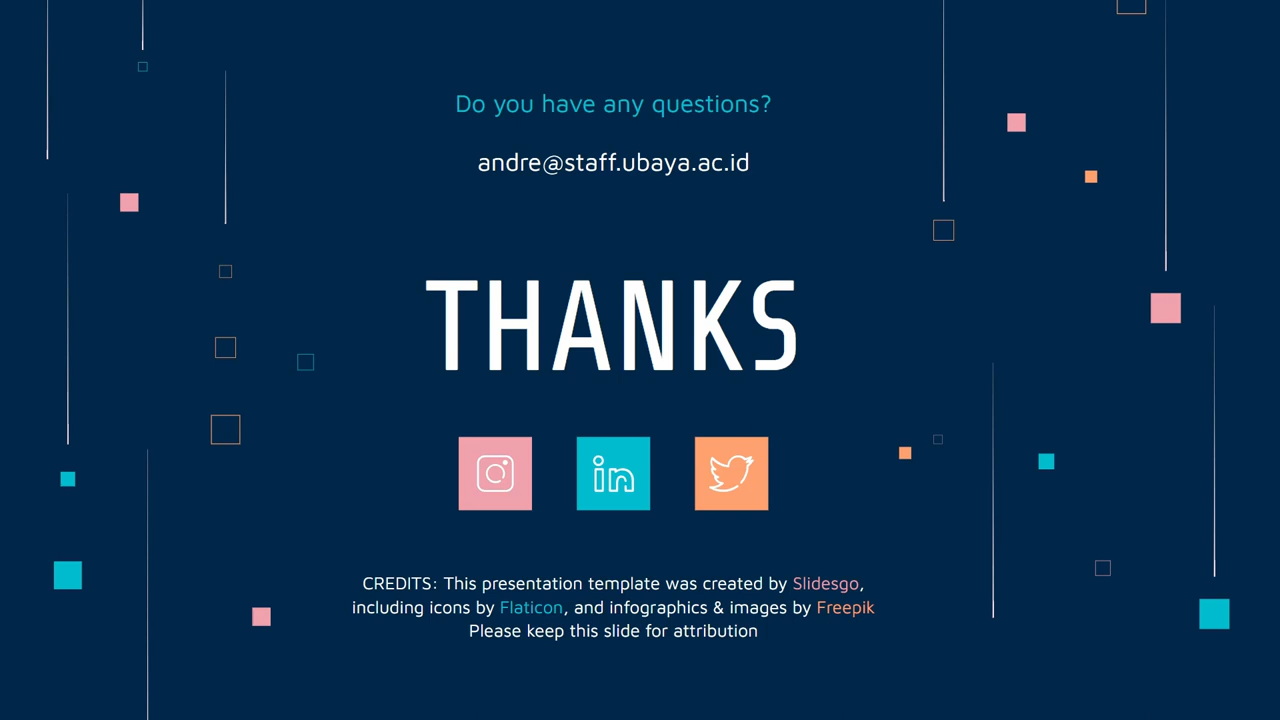 Do you have any questions?
andre@staff.ubaya.ac.id
THANKS
CREDITS: This presentation template was created by Slidesgo,
including icons by Flaticon, and infographics & images by Freepik
Please keep this slide for attribution